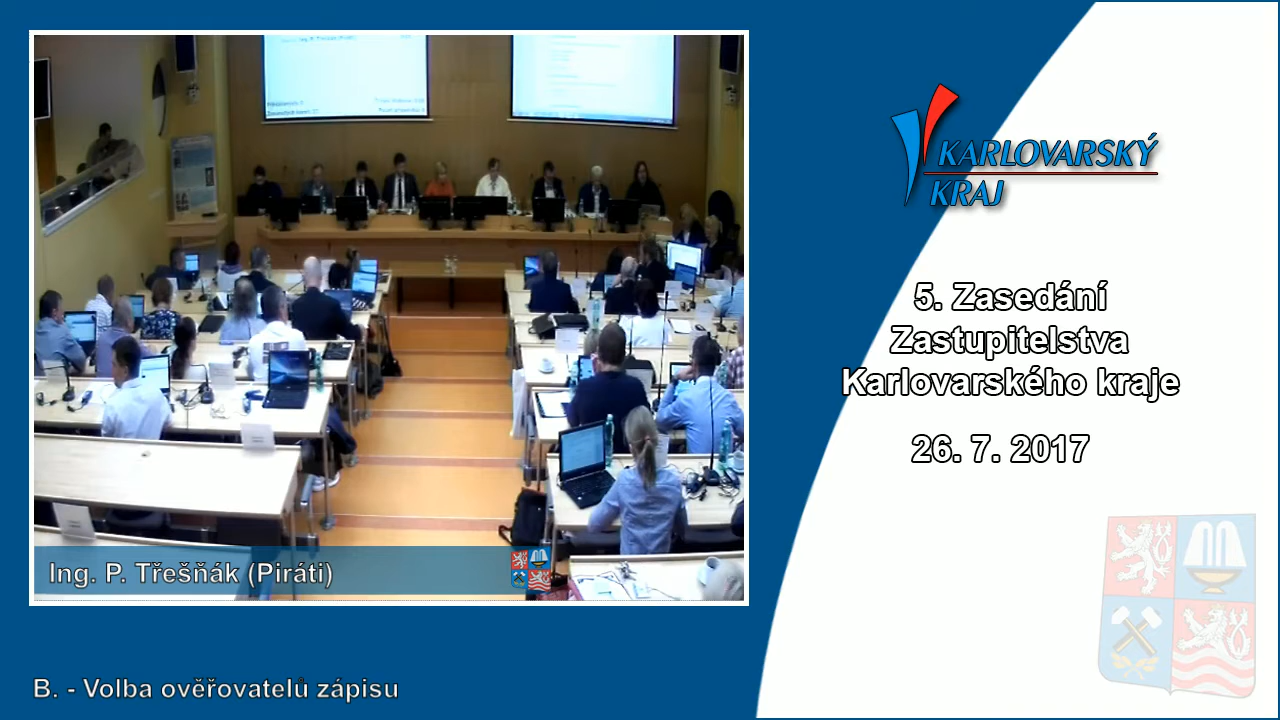 KARLOVARSKÝ
KRAJ
5. Zasedání
Zastupitelstva
Karlovarského kraje
26. 7. 2017
Ing. P. Třešňák (Piráti)
B. - Volba ověřovatelů zápisu